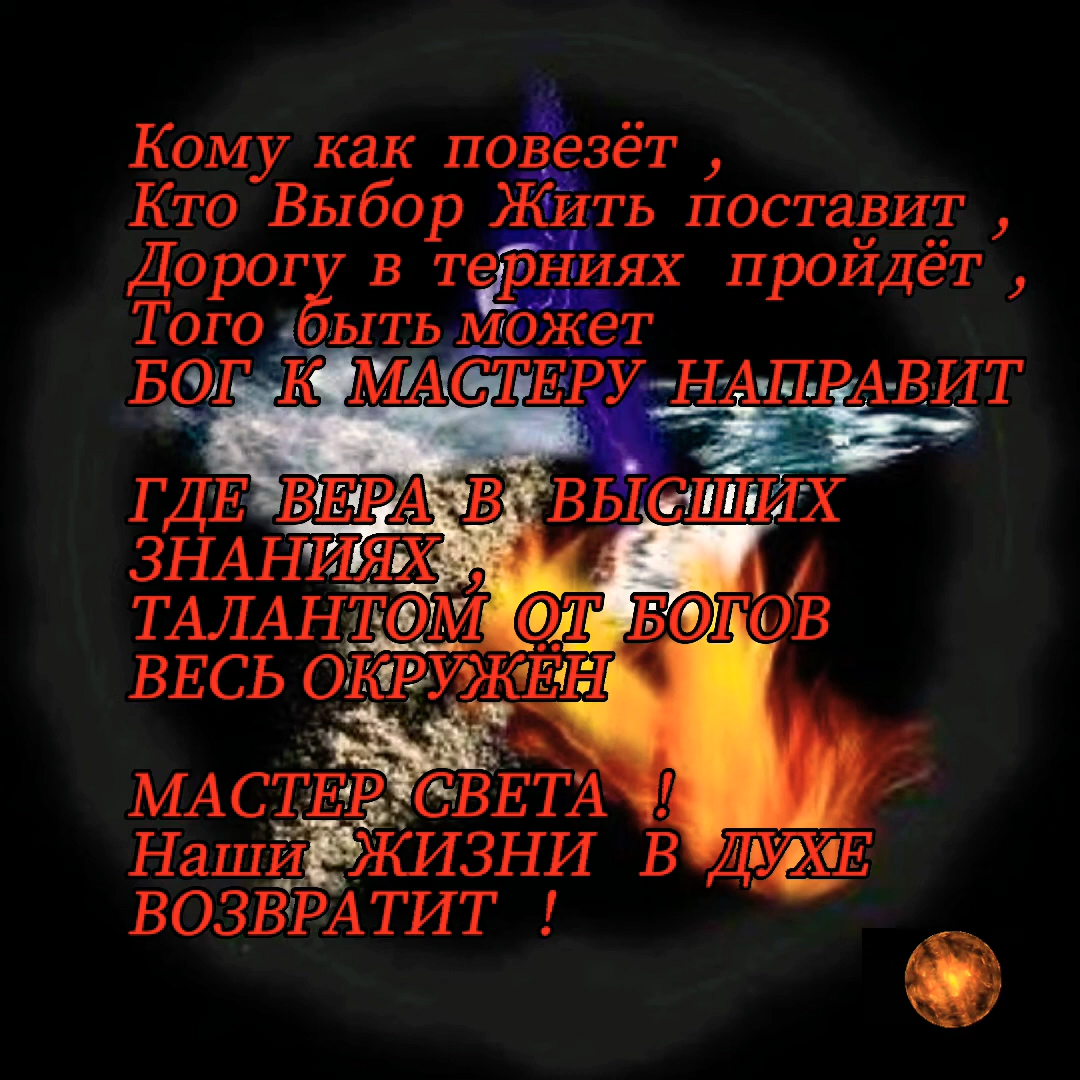 Кому как повезёт ,
Кто Выбор Жить поставит ,
Дорогу в терниях пройдёт ,
Того быть может
БОГ К МАСТЕРУ НАПРАВИТ
ГДЕ ВЕРА В ВЫСШИХ
ЗНАНИЯХ ,
ТАЛАНТОМ ОТ БОГОВ
ВЕСЬ ОКРУЖЁН
МАСТЕР СВЕТА !
Наши ЖИЗНИ В ДУХЕ
ВОЗВРАТИТ !